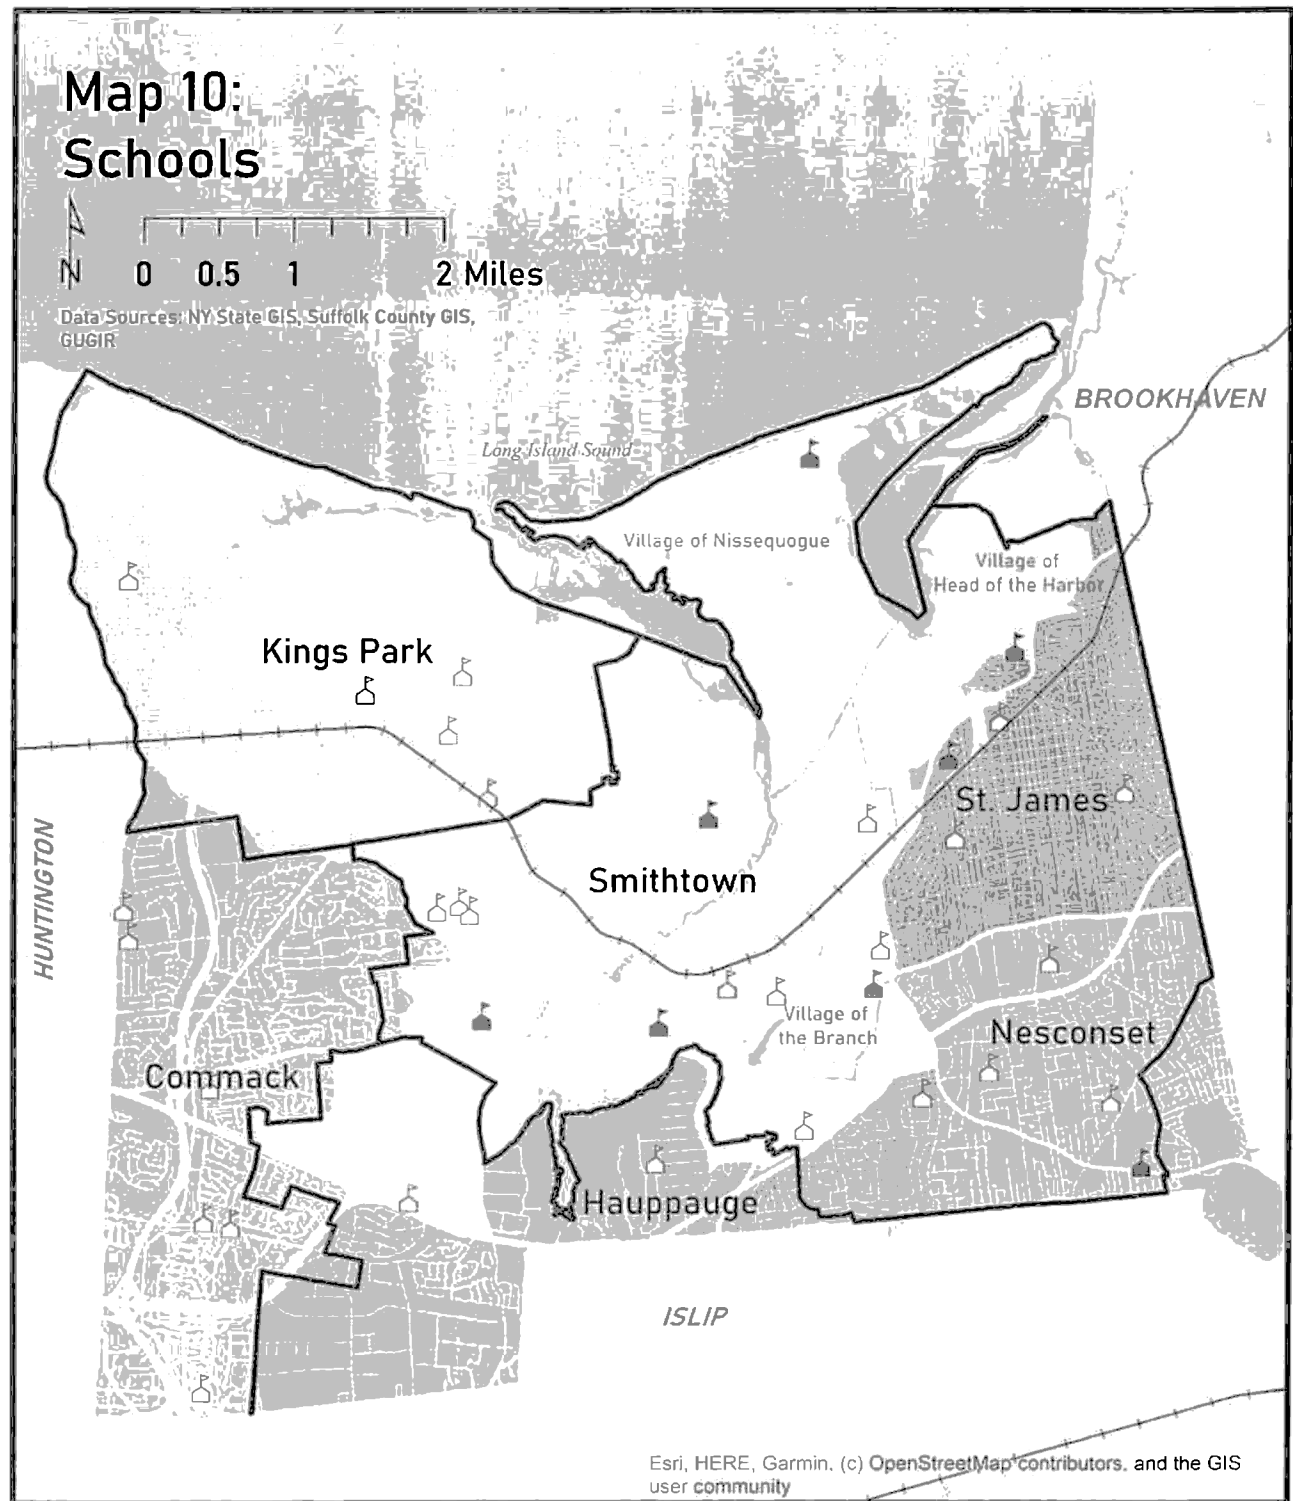 Map 10:
Schools
N
0 0.5 1 2 Miles
Data Sources: NY State GIS, Suffolk County GIS,
GUGIR
BROOKHAVEN
Long Island Sound
Village of Nissequogue
Village of
Head of the Harbor
Kings Park
St. James
HUNTINGTON
Smithtown
Village of
the Branch
Nesconset
Commack
Hauppauge
ISLIP
Esri, HERE, Garmin, (c) OpenStreetMap contributors, and the GIS
user community